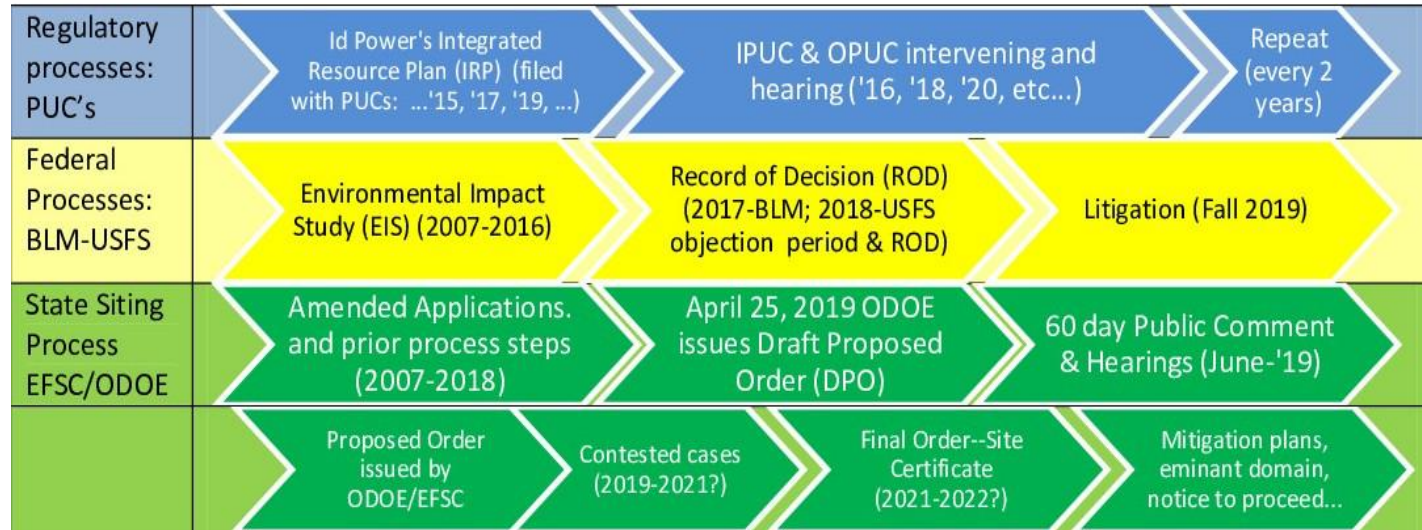 Regulatory
processes:
PUC's
Id Power's Integrated
Resource Plan (IRP) (filed
with PUCs: ...'15, '17, '19, ...)
IPUC & OPUC intervening and
hearing ('16, '18, '20, etc...)
Repeat
(every 2
years)
Federal
Processes:
BLM-USFS
Environmental Impact
Study (EIS) (2007-2016)
Record of Decision (ROD)
(2017-BLM; 2018-USFS
objection period & ROD)
Litigation (Fall 2019)
State Siting
Process
EFSC/ODOE
Amended Applications.
and prior process steps
(2007-2018)
April 25, 2019 ODOE
issues Draft Proposed
Order (DPO)
60 day Public Comment
& Hearings (June-'19)
Proposed Order
issued by
ODOE/EFSC
Contested cases
(2019-2021?)
Final Order--Site
Certificate
(2021-2022?)
Mitigation plans,
eminant domain,
notice to proceed...